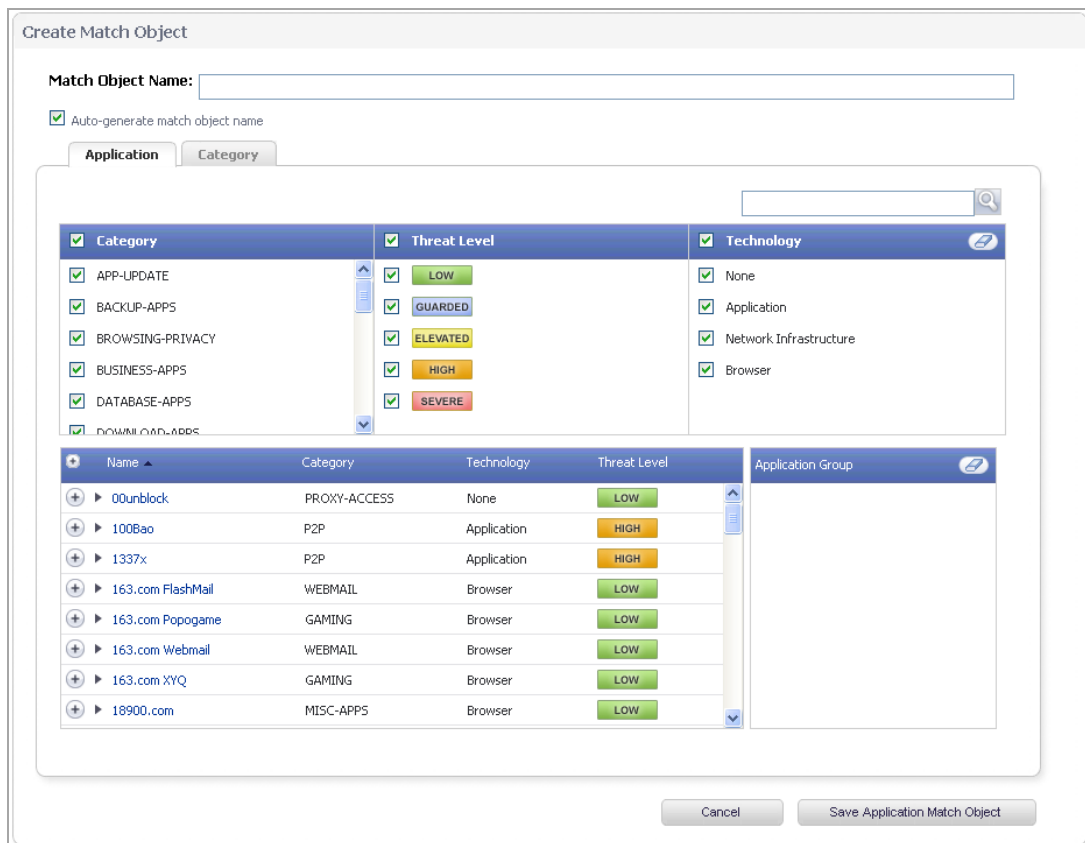 Create Match Object
Match Object Name:
Auto-generate match object name
Application Category
Category Threat Level Technology
APP-UPDATE LOW None
BACKUP-APPS GUARDED Application
BROWSING-PRIVACY ELEVATED Network Infrastructure
BUSINESS-APPS HIGH Browser
DATABASE-APPS SEVERE
DOWNLOAD-APPS
Name Category Technology Threat Level Application Group
00unblock PROXY-ACCESS None LOW
100Bao P2P Application HIGH
1337x P2P Application HIGH
163.com FlashMail WEBMAIL Browser LOW
163.com Popogame GAMING Browser LOW
163.com Webmail WEBMAIL Browser LOW
163.com XYQ GAMING Browser LOW
18900.com MISC-APPS Browser LOW
Cancel Save Application Match Object